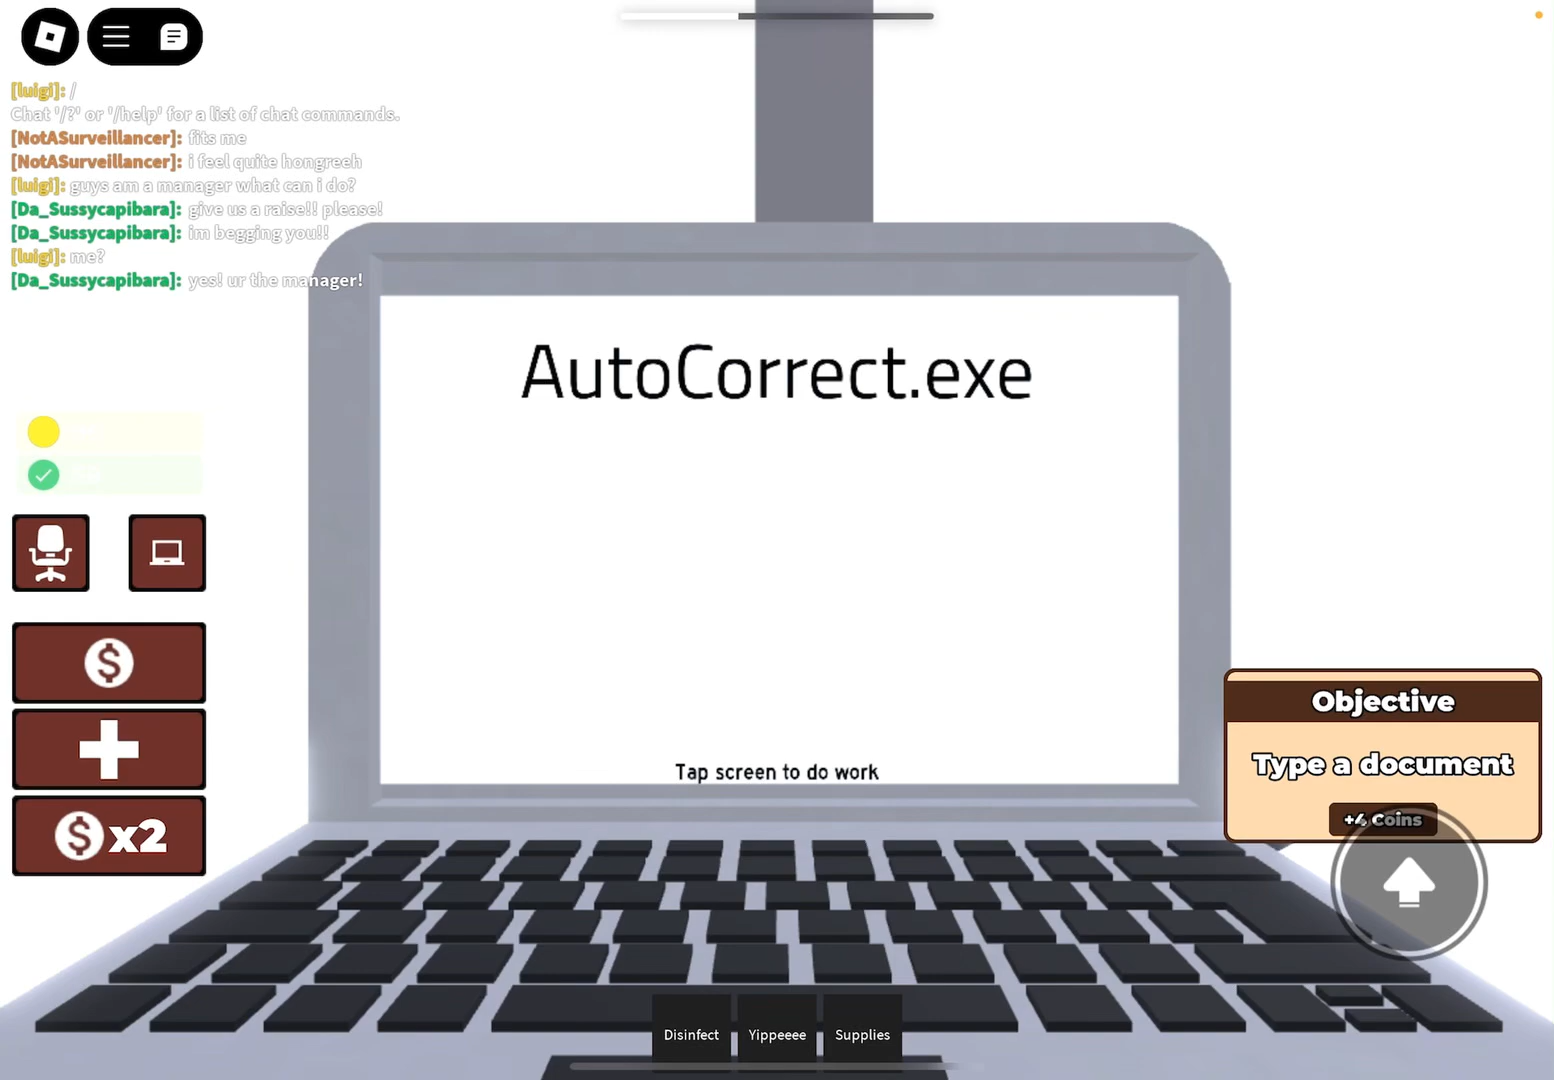 [luigi]: /
Chat '/?' or '/help' for a list of chat commands.
[NotASurveillancer]: fits me
[NotASurveillancer]: i feel quite hongreeh
[luigi]: guys am a manager what can i do?
[Da_Sussycapibara]: give us a raise!! please!
[Da_Sussycapibara]: im begging you!!
[luigi]: me?
[Da_Sussycapibara]: yes! ur the manager!
AutoCorrect.exe
Tap screen to do work
$
$x2
Objective
Type a document
+4 Coins
Disinfect
Yippeeee
Supplies